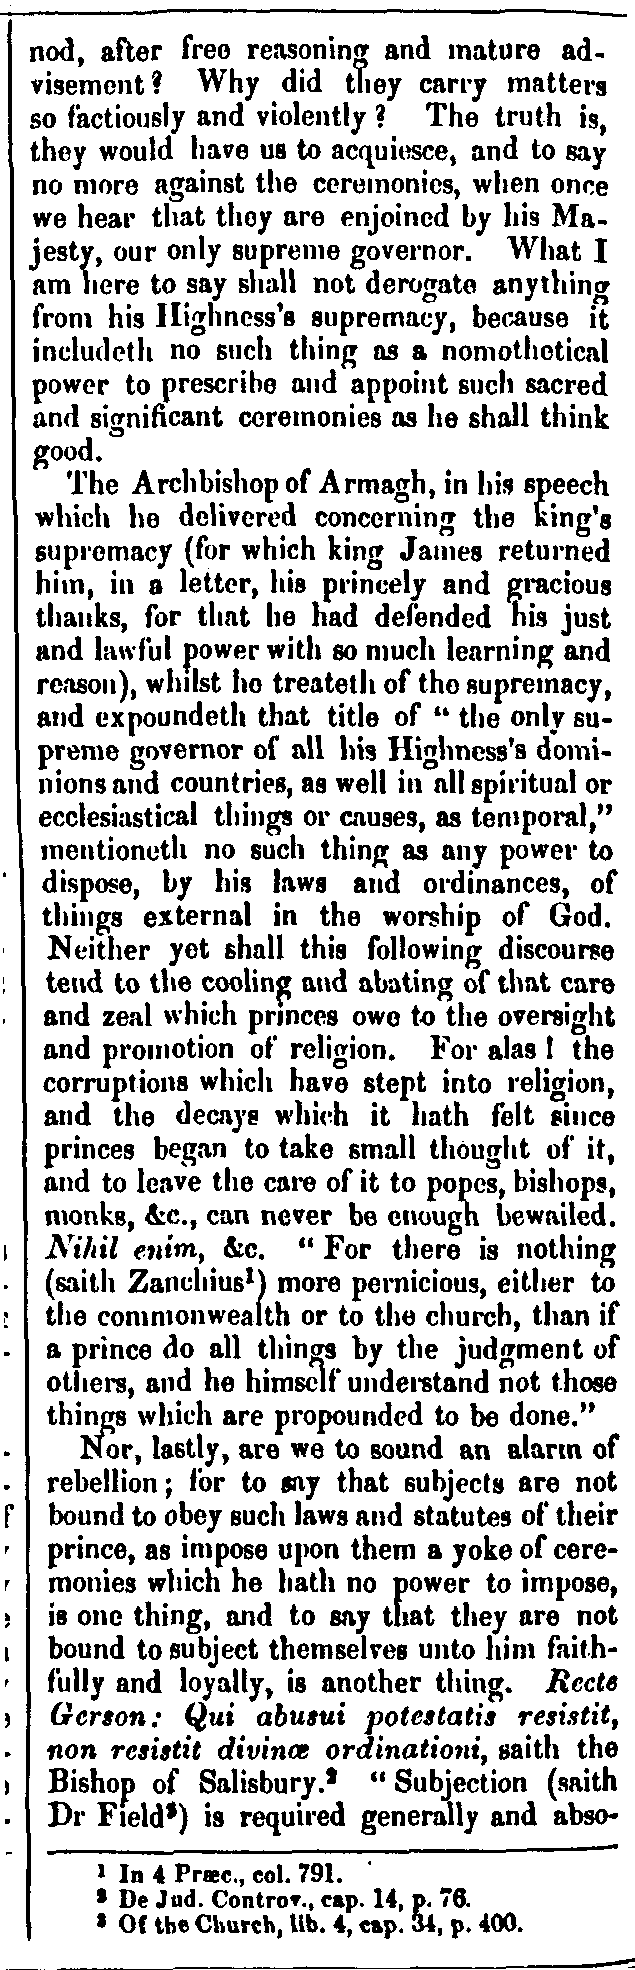 nod, after free reasoning and mature ad-
visement? Why did they carry matters
so factiously and violently? The truth is,
they would have us to acquiesce, and to say
no more against the ceremonies, when once
we hear that they are enjoined by his Ma-
jesty, our only supreme governor. What I
am here to say shall not derogate anything
from his Highness's supremacy, because it
includeth no such thing as a nomothetical
power to prescribe and appoint such sacred
and significant ceremonies as he shall think
good.
The Archbishop of Armagh, in his speech
which he delivered concerning the king's
supremacy (for which king James returned
him, in a letter, his princely and gracious
thanks, for that he had defended his just
and lawful power with so much learning and
reason), whilst he treateth of the supremacy,
and expoundeth that title of "the only su-
preme governor of all his Highness's domi-
nions and countries, as well in all spiritual or
ecclesiastical things or causes, as temporal,"
mentioneth no such thing as any power to
dispose, by his laws and ordinances, of
things external in the worship of God.
Neither yet shall this following discourse
tend to the cooling and abating of that care
and zeal which princes owe to the oversight
and promotion of religion. For alas! the
corruptions which have stept into religion,
and the decays which it hath felt since
princes began to take small thought of it,
and to leave the care of it to popes, bishops,
monks, &c., can never be enough bewailed.
Nihil enim, &c. "For there is nothing
(saith Zanchius¹) more pernicious, either to
the commonwealth or to the church, than if
a prince do all things by the judgment of
others, and he himself understand not those
things which are propounded to be done."
Nor, lastly, are we to sound an alarm of
rebellion; for to say that subjects are not
bound to obey such laws and statutes of their
prince, as impose upon them a yoke of cere-
monies which he hath no power to impose,
is one thing, and to say that they are not
bound to subject themselves unto him faith-
fully and loyally, is another thing. Recte
Gerson: Qui abusui potestatis resistit,
non resistit divinæ ordinationi, saith the
Bishop of Salisbury.² "Subjection (saith
Dr Field³) is required generally and abso-
¹ In 4 Præc., col. 791.
² De Jud. Controv., cap. 14, p. 76.
³ Of the Church, lib. 4, cap. 34, p. 400.